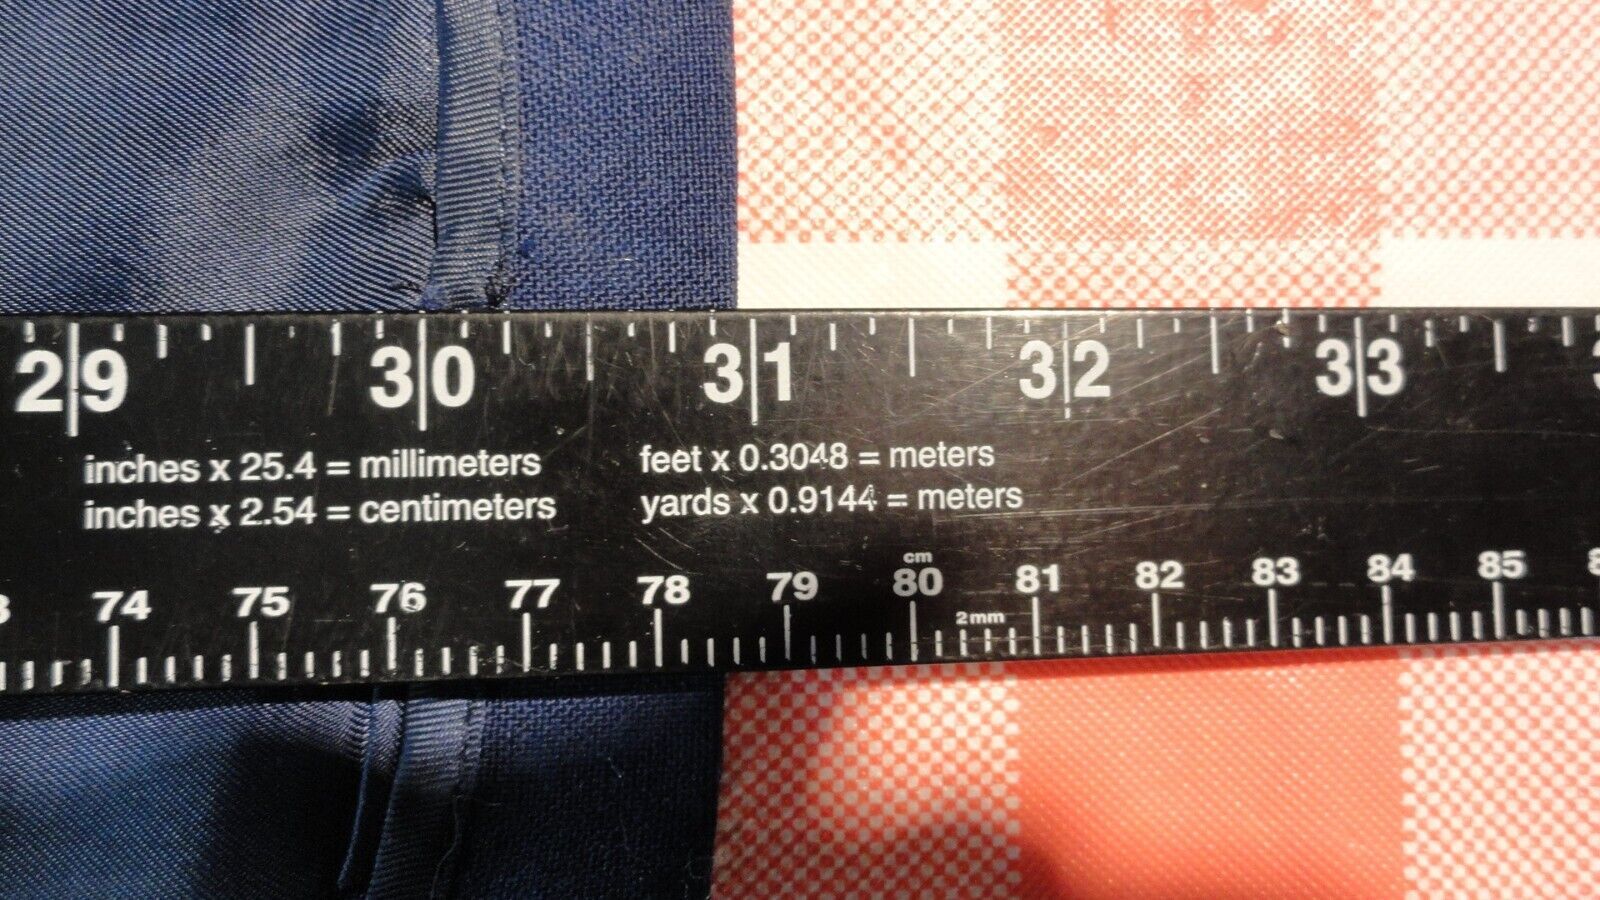 29 30 31 32 33
inches x 25.4 = millimeters feet x 0.3048 = meters
inches x 2.54 = centimeters yards x 0.9144 = meters
cm
74 75 76 77 78 79 80 81 82 83 84 85
2mm